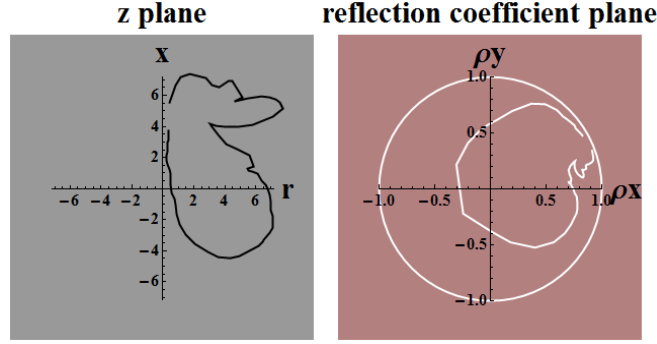 z plane
reflection coefficient plane
x
6
4
2
-6 -4 -2 2 4 6 r
-2
-4
-6
ρy
1.0
0.5
-1.0 -0.5 0.5 1.0 ρx
-0.5
-1.0